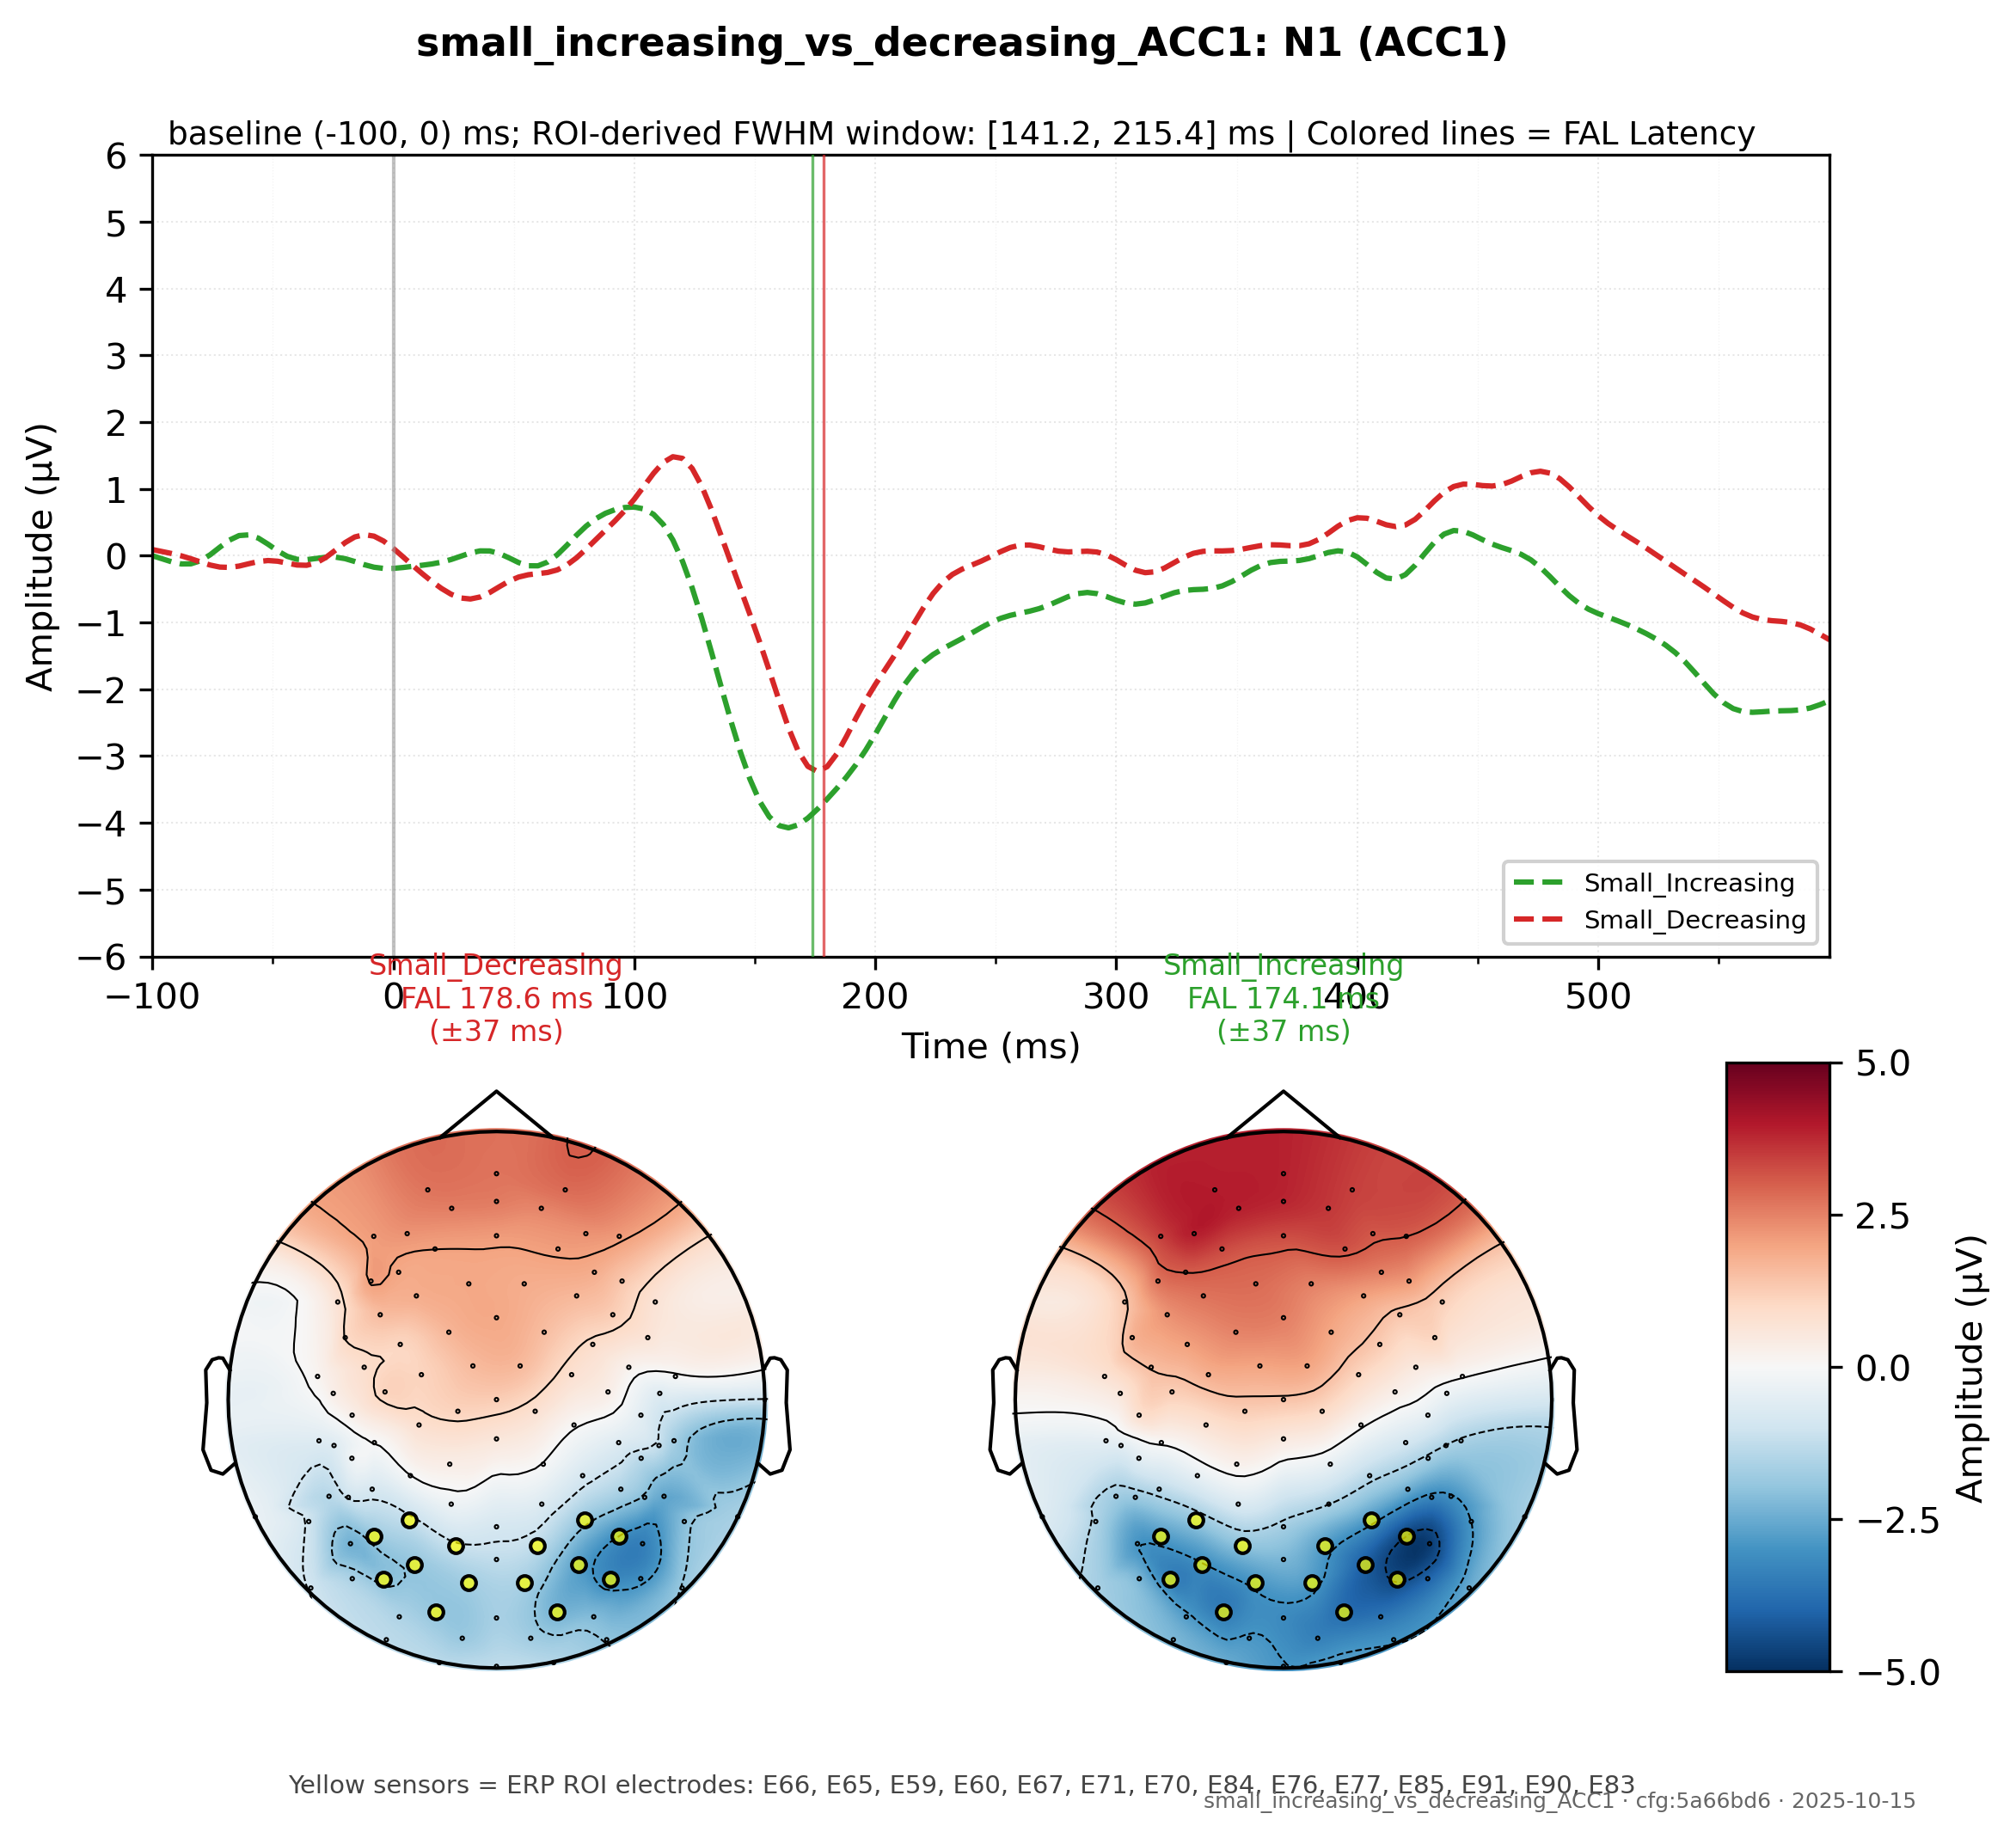 small_increasing_vs_decreasing_ACC1: N1 (ACC1)
baseline (-100, 0) ms; ROI-derived FWHM window: [141.2, 215.4] ms | Colored lines = FAL Latency
6
5
4
3
2
1
0
−1
−2
−3
−4
−5
−6
Amplitude (µV)
Small_Increasing
Small_Decreasing
−100
0
100
200
300
400
500
Time (ms)
Small_Decreasing
FAL 178.6 ms
(±37 ms)
Small_Increasing
FAL 174.1 ms
(±37 ms)
5.0
2.5
0.0
−2.5
−5.0
Amplitude (µV)
Yellow sensors = ERP ROI electrodes: E66, E65, E59, E60, E67, E71, E70, E84, E76, E77, E85, E91, E90, E83
small_increasing_vs_decreasing_ACC1 · cfg:5a66bd6 · 2025-10-15